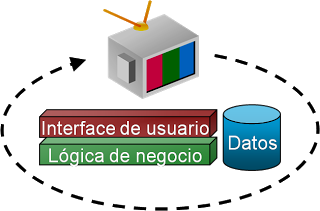 Interface de usuario
Lógica de negocio
Datos